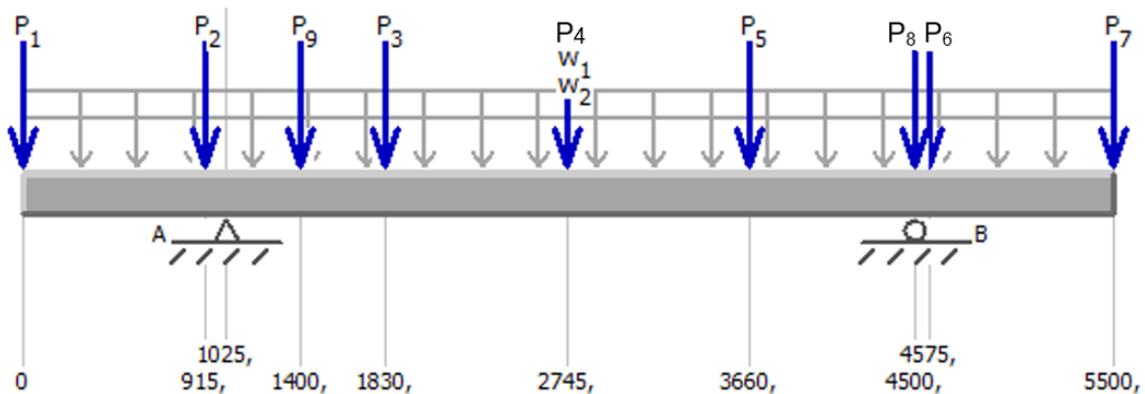 P1 P2 P9 P3 P4 P5 P8 P6 P7
w1
w2
A B
1025, 4575,
0 915, 1400, 1830, 2745, 3660, 4500, 5500,